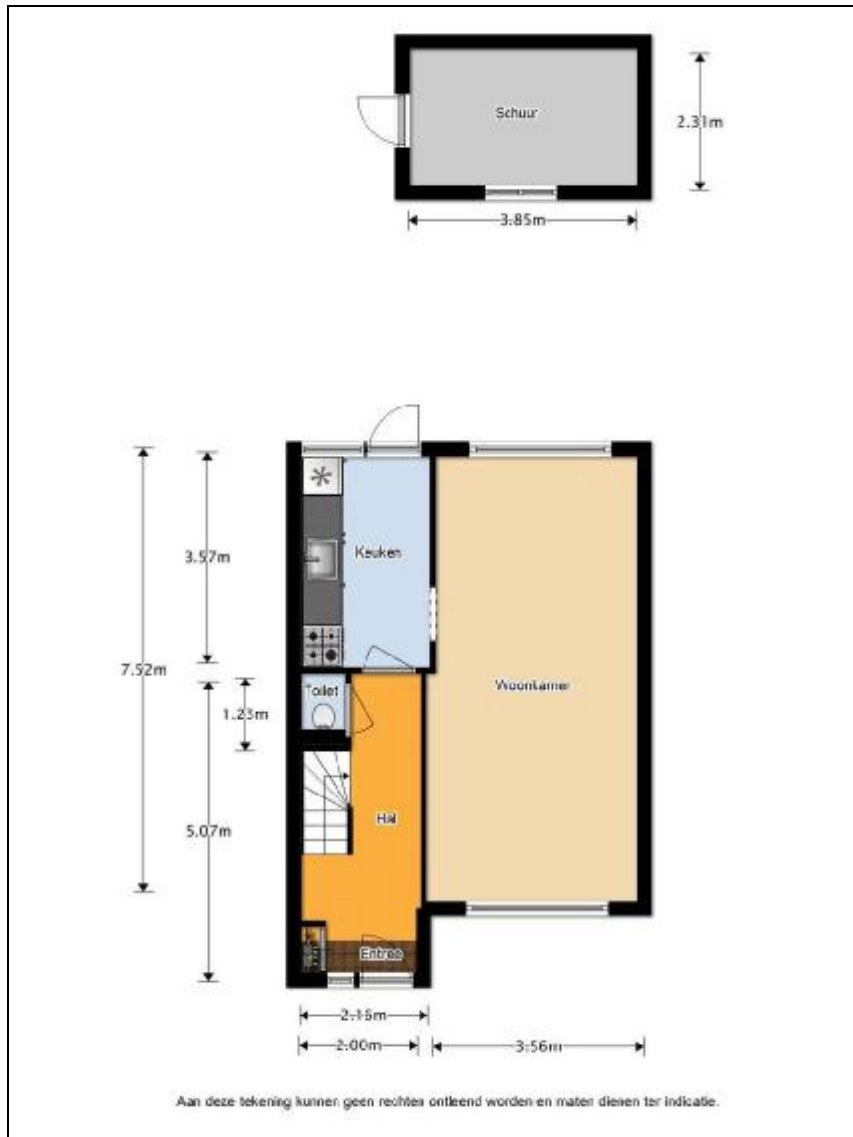 Schuur
2.31m
3.85m
Keuken
3.57m
7.52m
Toilet
1.23m
Woonkamer
5.07m
Hal
Entree
2.16m
2.00m
3.56m
Aan deze tekening kunnen geen rechten ontleend worden en maten dienen ter indicatie.